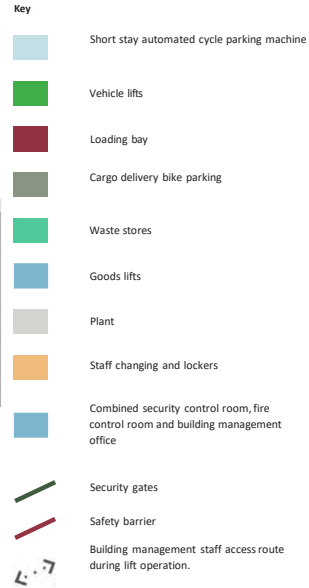 Key
Short stay automated cycle parking machine
Vehicle lifts
Loading bay
Cargo delivery bike parking
Waste stores
Goods lifts
Plant
Staff changing and lockers
Combined security control room, fire
control room and building management
office
Security gates
Safety barrier
Building management staff access route
during lift operation.